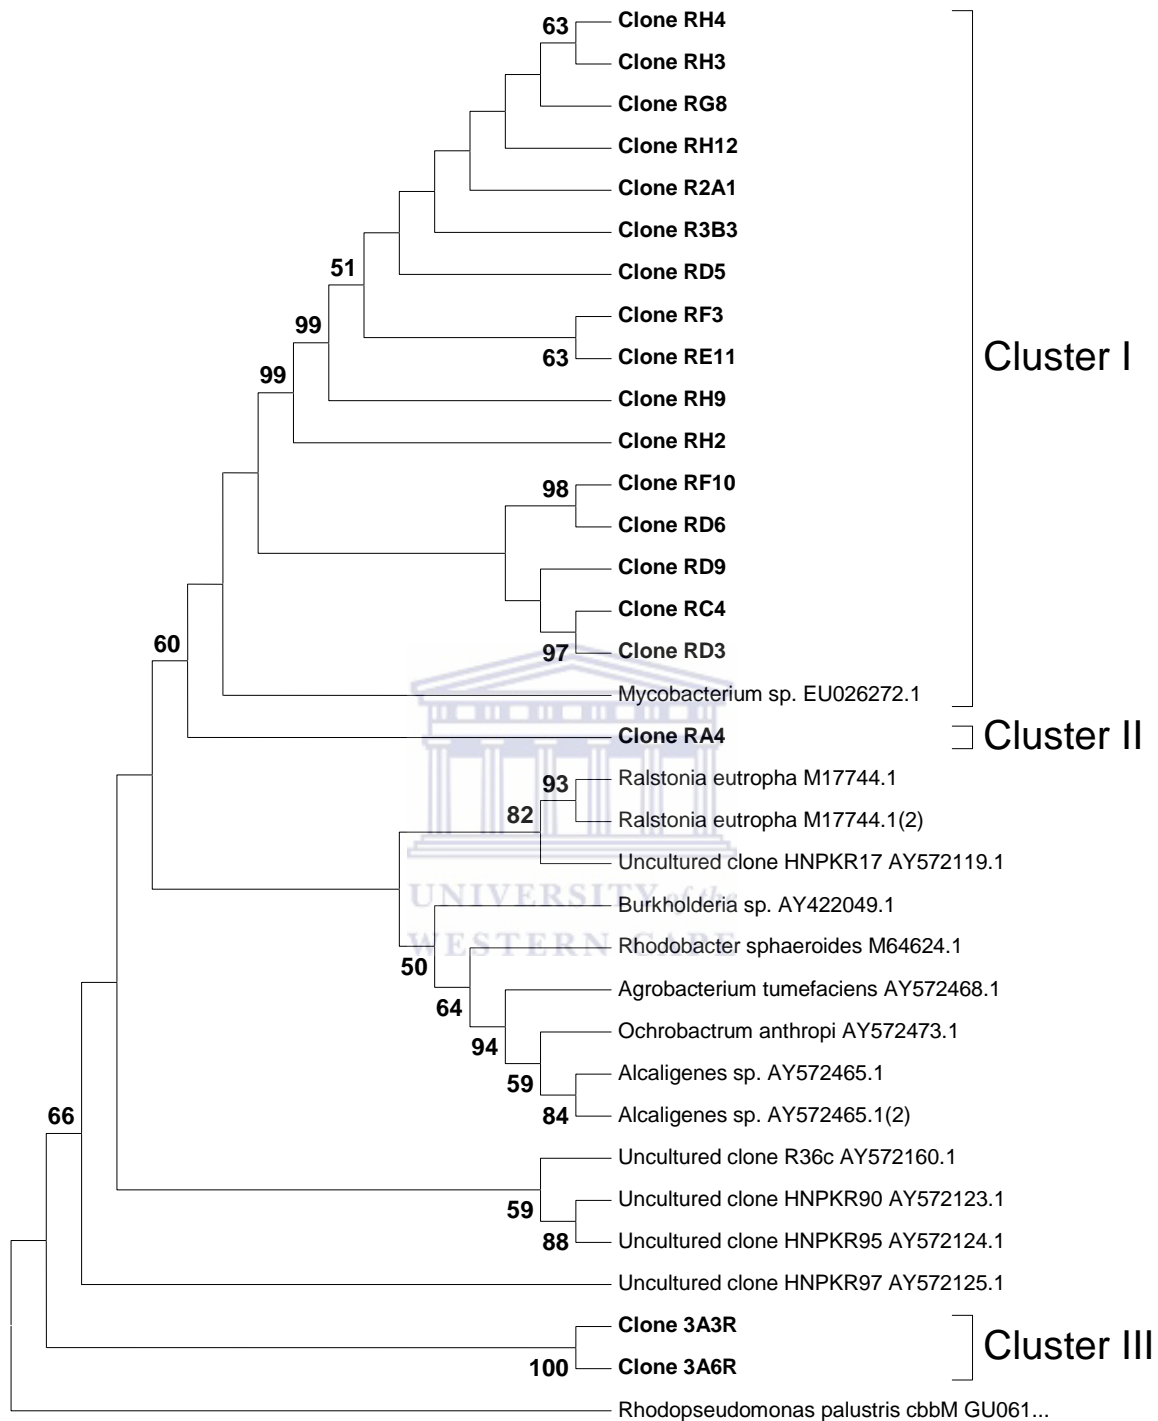 63
Clone RH4
Clone RH3
Clone RG8
Clone RH12
Clone R2A1
Clone R3B3
Clone RD5
51
Clone RF3
99
Clone RE11
63
Cluster I
99
Clone RH9
Clone RH2
Clone RF10
98
Clone RD6
Clone RD9
Clone RC4
60
97
Clone RD3
Mycobacterium sp. EU026272.1
Clone RA4
Cluster II
Ralstonia eutropha M17744.1
93
82
Ralstonia eutropha M17744.1(2)
Uncultured clone HNPKR17 AY572119.1
UNIVERSITY of the
Burkholderia sp. AY422049.1
WESTERN CAPE
Rhodobacter sphaeroides M64624.1
50
Agrobacterium tumefaciens AY572468.1
64
Ochrobactrum anthropi AY572473.1
94
Alcaligenes sp. AY572465.1
59
Alcaligenes sp. AY572465.1(2)
84
66
Uncultured clone R36c AY572160.1
Uncultured clone HNPKR90 AY572123.1
59
Uncultured clone HNPKR95 AY572124.1
88
Uncultured clone HNPKR97 AY572125.1
Clone 3A3R
Cluster III
Clone 3A6R
100
Rhodopseudomonas palustris cbbM GU061...